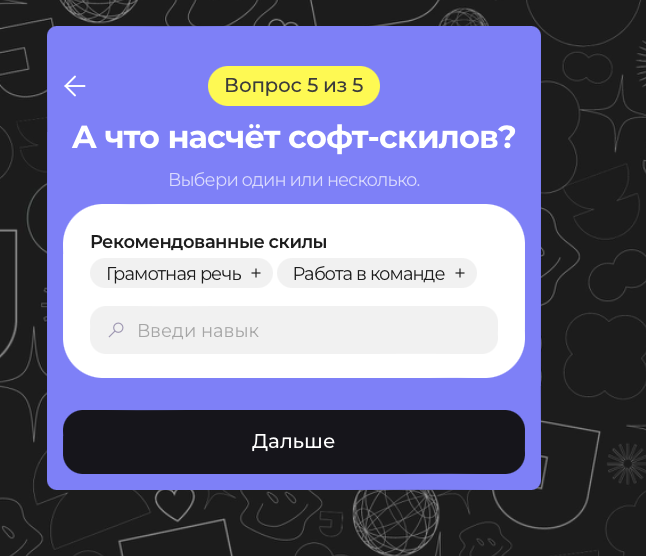 Вопрос 5 из 5
А что насчёт софт-скилов?
Выбери один или несколько.
Рекомендованные скилы
Грамотная речь + Работа в команде +
Введи навык
Дальше